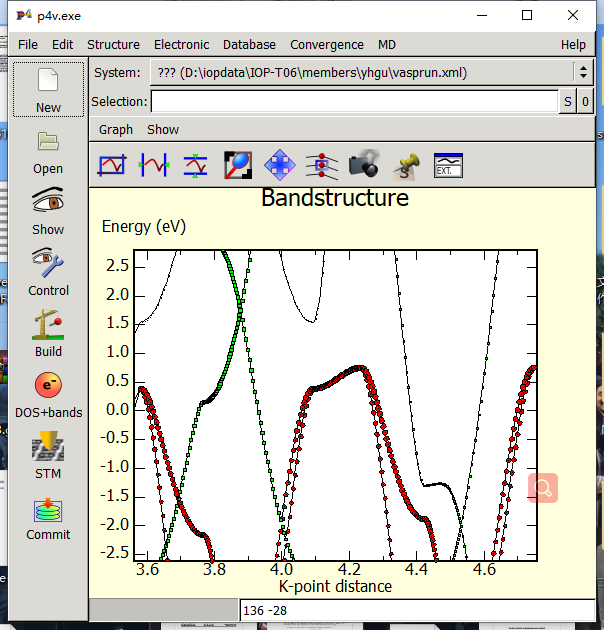 p4v.exe
File Edit Structure Electronic Database Convergence MD Help
System: ??? (D:\iopdata\IOP-T06\members\yhgu\vasprun.xml)
Selection: S 0
Graph Show
EXT.
New
Open
Show
Control
Build
DOS+bands
e-
STM
Commit
Bandstructure
Energy (eV)
2.5
2.0
1.5
1.0
0.5
0.0
-0.5
-1.0
-1.5
-2.0
-2.5
3.6 3.8 4.0 4.2 4.4 4.6
K-point distance
136 -28